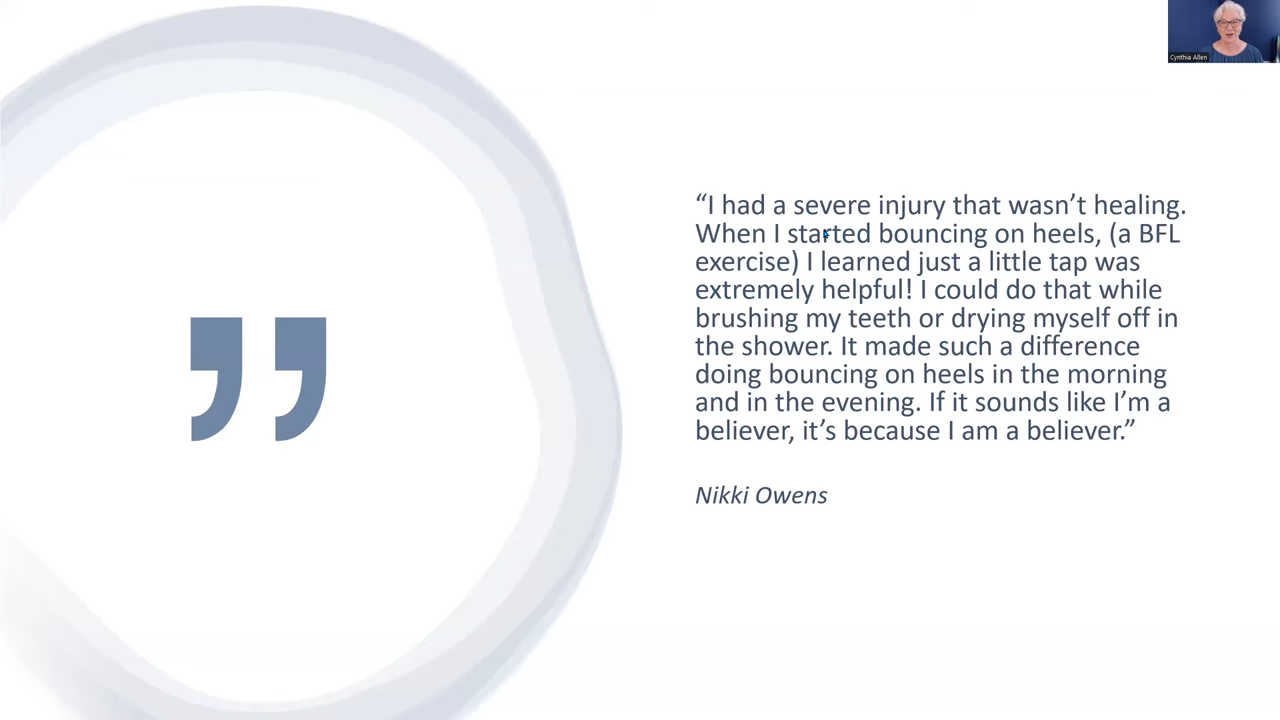 Cynthia Allen
“I had a severe injury that wasn’t healing.
When I started bouncing on heels, (a BFL
exercise) I learned just a little tap was
extremely helpful! I could do that while
brushing my teeth or drying myself off in
the shower. It made such a difference
doing bouncing on heels in the morning
and in the evening. If it sounds like I’m a
believer, it’s because I am a believer.”
Nikki Owens